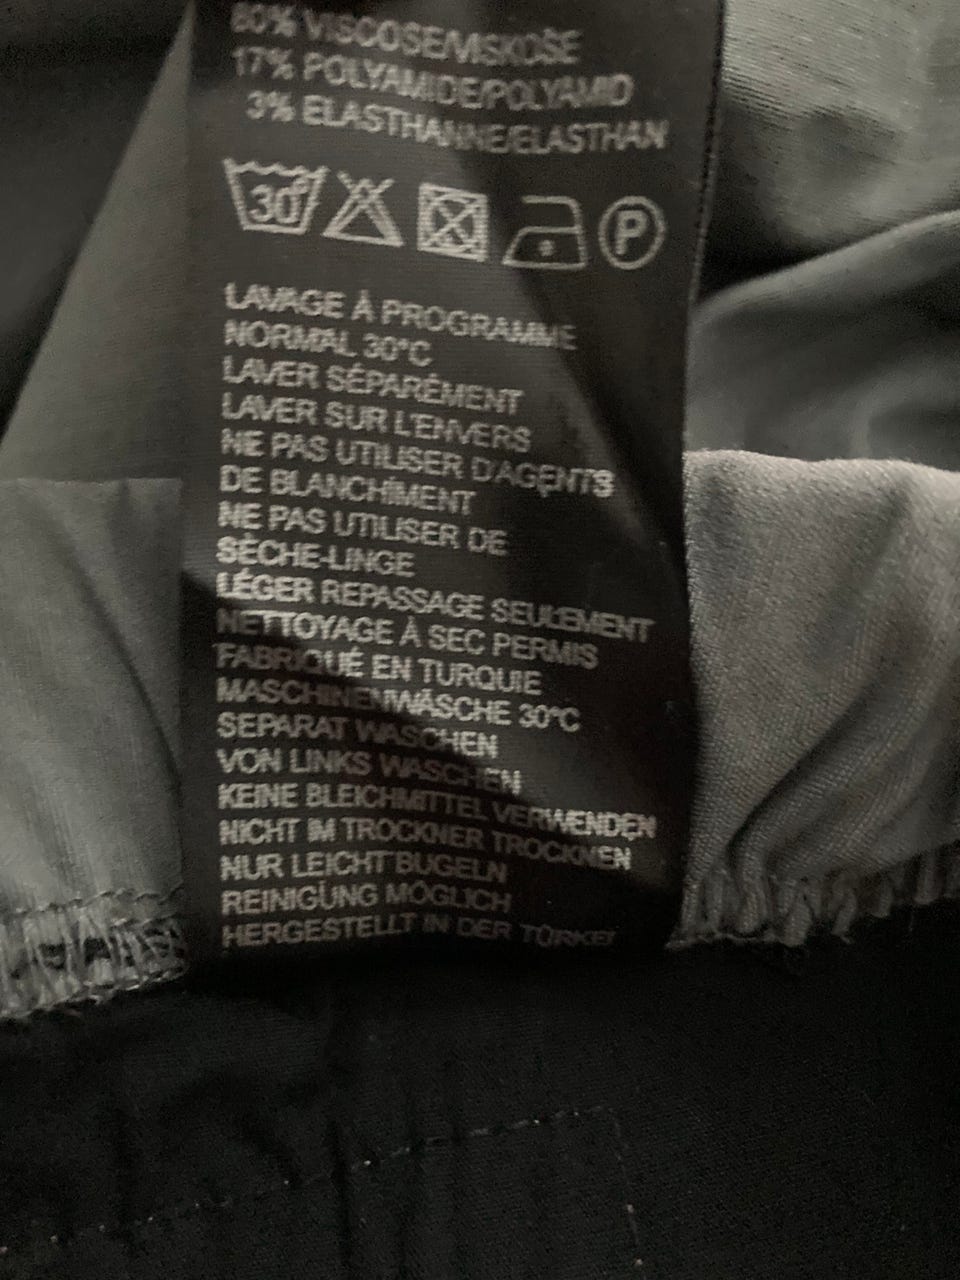 80% VISCOSE/VISKOSE
17% POLYAMIDE/POLYAMID
3% ELASTHANNE/ELASTHAN
30° P
LAVAGE À PROGRAMME
NORMAL 30°C
LAVER SÉPARÉMENT
LAVER SUR L'ENVERS
NE PAS UTILISER D'AGENTS
DE BLANCHIMENT
NE PAS UTILISER DE
SÈCHE-LINGE
LÉGER REPASSAGE SEULEMENT
NETTOYAGE À SEC PERMIS
FABRIQUÉ EN TURQUIE
MASCHINENWÄSCHE 30°C
SEPARAT WASCHEN
VON LINKS WASCHEN
KEINE BLEICHMITTEL VERWENDEN
NICHT IM TROCKNER TROCKNEN
NUR LEICHT BUGELN
REINIGUNG MÖGLICH
HERGESTELLT IN DER TÜRKEI